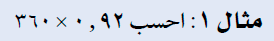 مثال ١ : احسب ٠,٩٢ × ٣٦٠